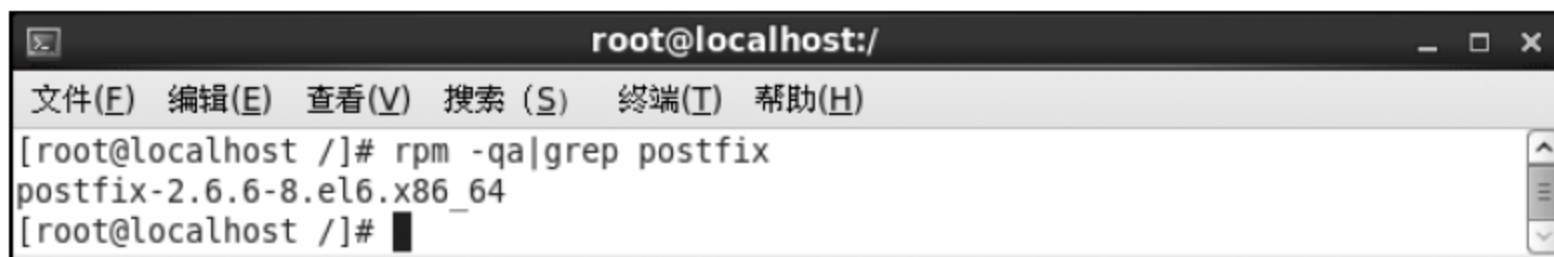 root@localhost:/
文件(F) 编辑(E) 查看(V) 搜索 (S) 终端(T) 帮助(H)
[root@localhost /]# rpm -qa|grep postfix
postfix-2.6.6-8.el6.x86_64
[root@localhost /]#